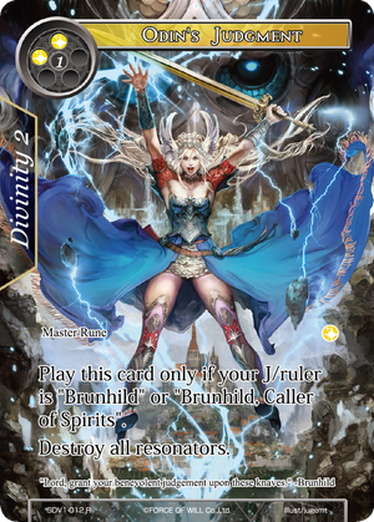 Odin's Judgment
1
Divinity 2
Master Rune
Play this card only if your J/ruler
is "Brunhild" or "Brunhild, Caller
of Spirits".
Destroy all resonators.
"Lord, grant your benevolent judgement upon these knaves." -Brunhild
SDV1-012 R
©FORCE OF WILL Co.,Ltd.
Illust/